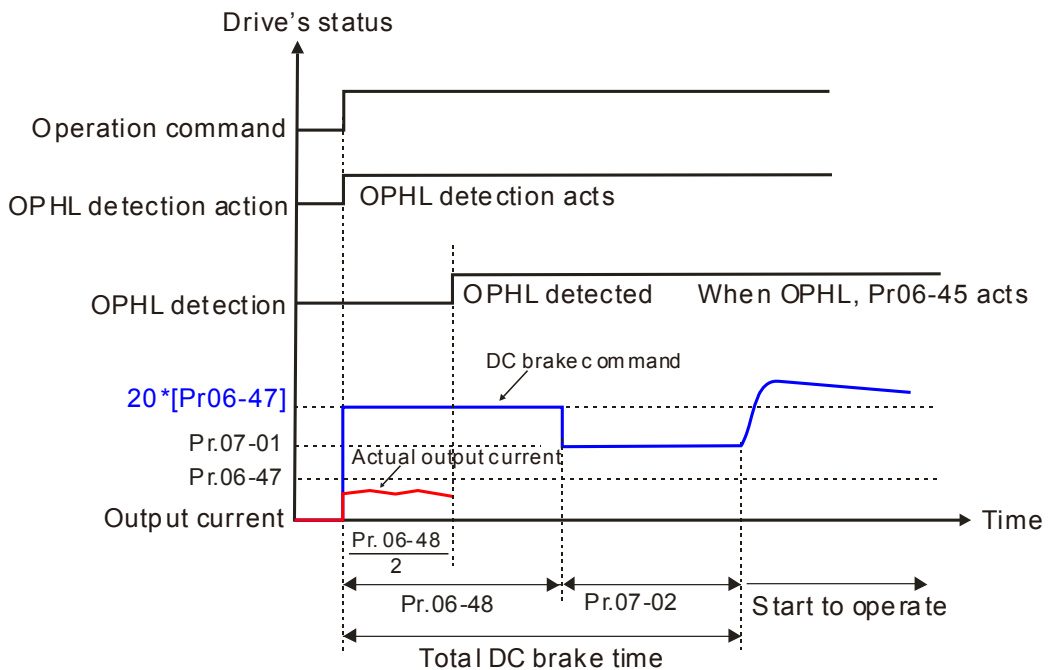 Drive's status
Operation command
OPHL detection action
OPHL detection acts
OPHL detection
OPHL detected
When OPHL, Pr06-45 acts
DC brake command
20*[Pr06-47]
Pr.07-01
Actual output current
Pr.06-47
Output current
Time
Pr. 06-48
2
Pr.06-48
Pr.07-02
Start to operate
Total DC brake time